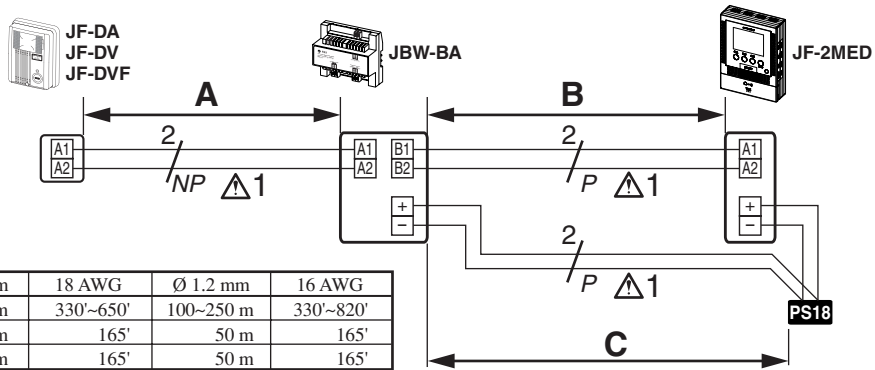 JF-DA
JF-DV
JF-DVF
JBW-BA
JF-2MED
A
B
2
2
A1
A2
A1
A2
B1
B2
A1
A2
NP ⚠1
P ⚠1
+
−
+
−
2
P ⚠1
PS18
C
m 18 AWG Ø 1.2 mm 16 AWG
m 330'~650' 100~250 m 330'~820'
m 165' 50 m 165'
m 165' 50 m 165'